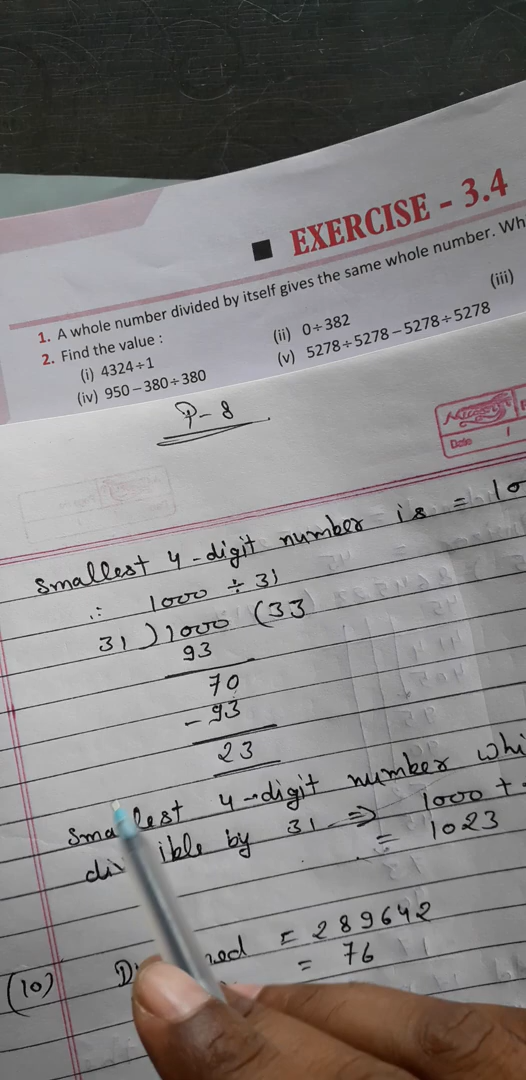 ■ EXERCISE - 3.4
1. A whole number divided by itself gives the same whole number. Wh
2. Find the value :
(i) 4324÷1
(ii) 0÷382
(iii)
(iv) 950−380÷380
(v) 5278÷5278−5278÷5278
P-8
Date
Smallest 4-digit number is = 10
∴ 1000 ÷ 31
31 ) 1000 ( 33
93
70
- 93
23
Smallest 4-digit number whi
divisible by 31 ⇒ 1000 +
= 1023
(10)
= 289642
= 76